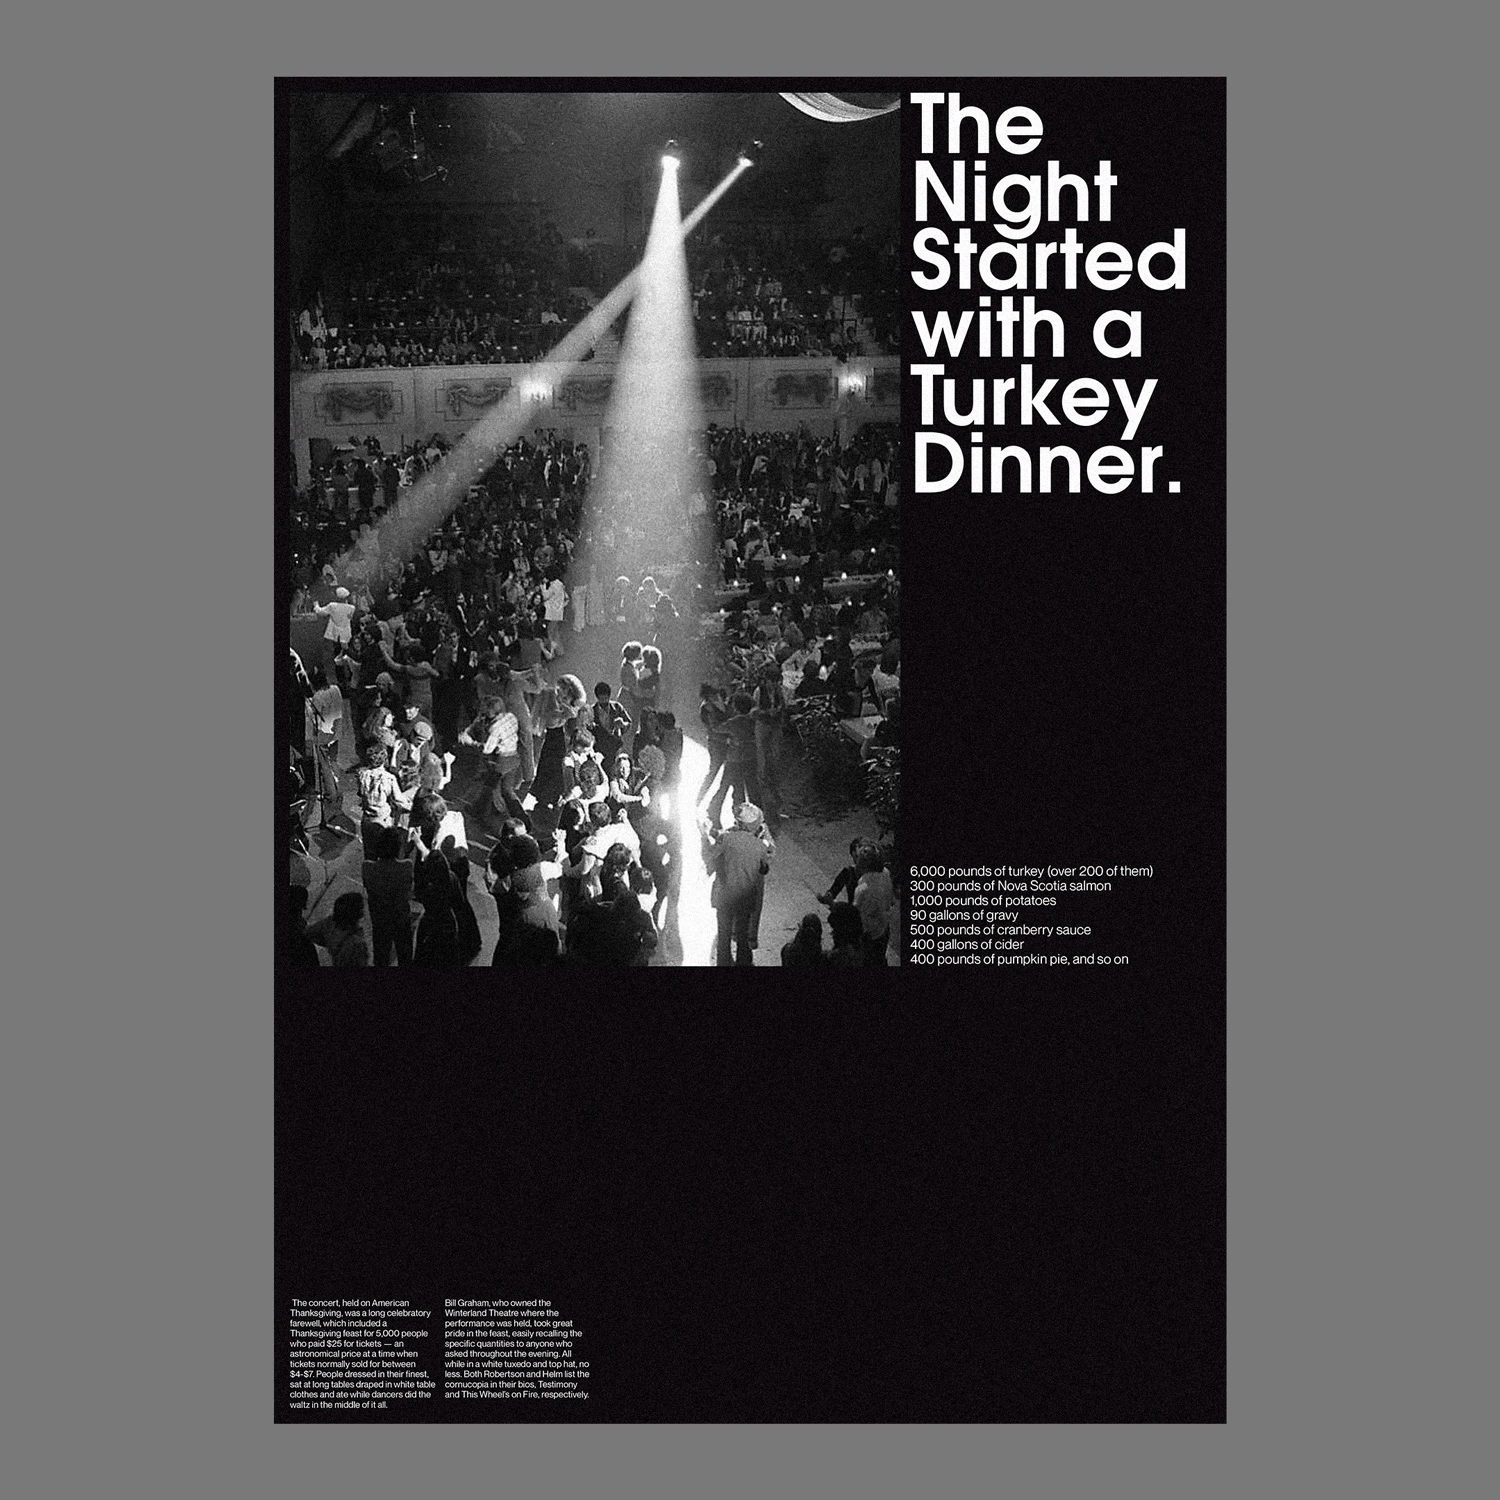 The
Night
Started
with a
Turkey
Dinner.
6,000 pounds of turkey (over 200 of them)
300 pounds of Nova Scotia salmon
1,000 pounds of potatoes
90 gallons of gravy
500 pounds of cranberry sauce
400 gallons of cider
400 pounds of pumpkin pie, and so on
The concert, held on American
Thanksgiving, was a long celebratory
farewell, which included a
Thanksgiving feast for 5,000 people
who paid $25 for tickets — an
astronomical price at a time when
tickets normally sold for between
$4-$7. People dressed in their finest,
sat at long tables draped in white table
clothes and ate while dancers did the
waltz in the middle of it all.
Bill Graham, who owned the
Winterland Theatre where the
performance was held, took great
pride in the feast, easily recalling the
specific quantities to anyone who
asked throughout the evening. All
while in a white tuxedo and top hat, no
less. Both Robertson and Helm list the
cornucopia in their bios, Testimony
and This Wheel's on Fire, respectively.